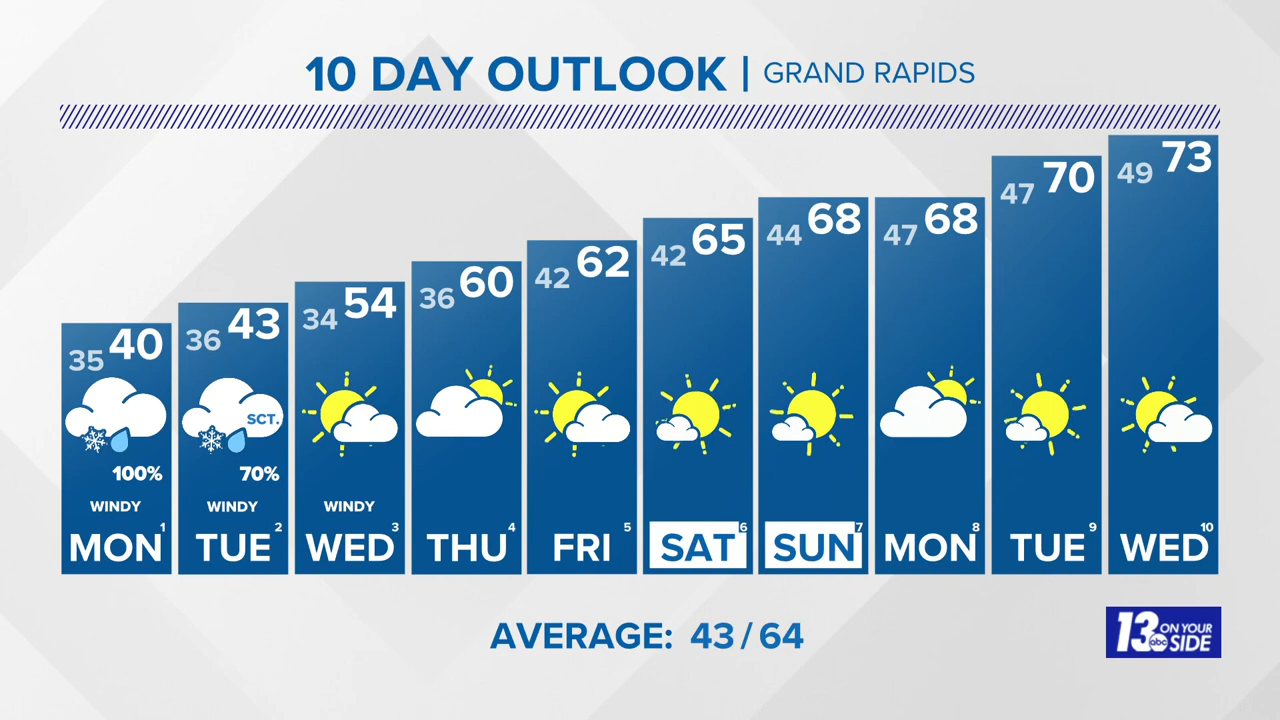 10 DAY OUTLOOK | GRAND RAPIDS
35 40
36 43
34 54
36 60
42 62
42 65
44 68
47 68
47 70
49 73
SCT.
100%
70%
WINDY
WINDY
WINDY
MON 1
TUE 2
WED 3
THU 4
FRI 5
SAT 6
SUN 7
MON 8
TUE 9
WED 10
AVERAGE: 43 / 64
13 abc ON YOUR SIDE